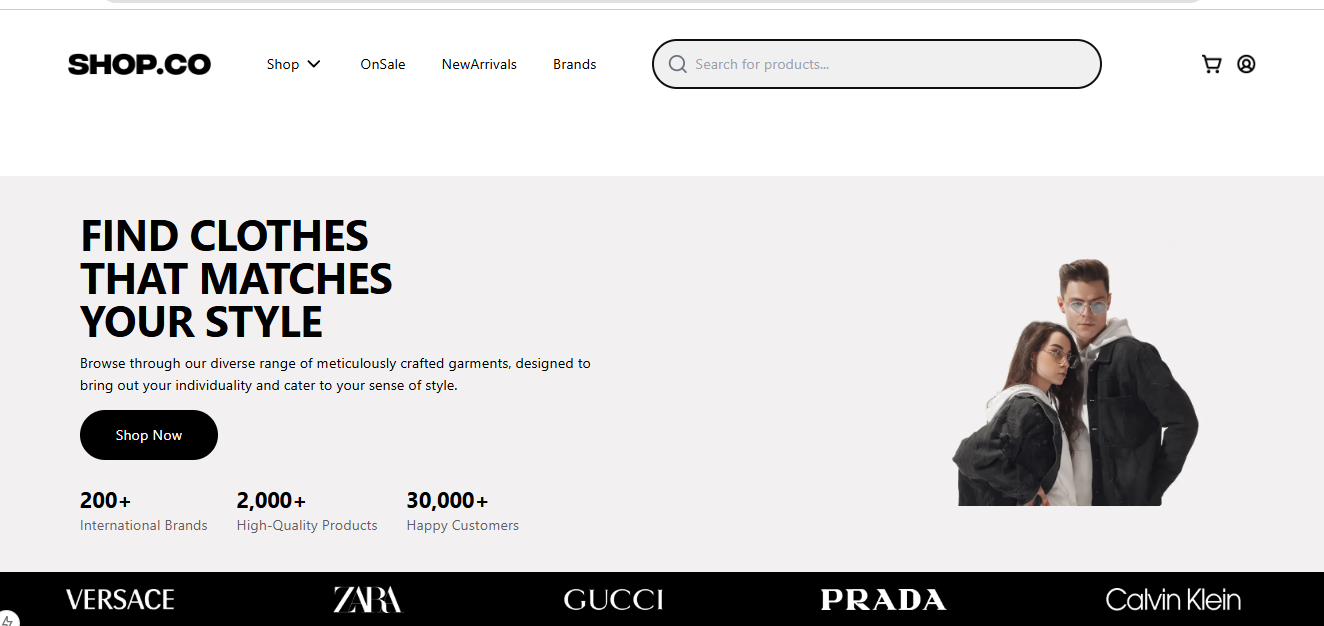 SHOP.CO
Shop
OnSale
NewArrivals
Brands
Search for products...
FIND CLOTHES
THAT MATCHES
YOUR STYLE
Browse through our diverse range of meticulously crafted garments, designed to
bring out your individuality and cater to your sense of style.
Shop Now
200+
International Brands
2,000+
High-Quality Products
30,000+
Happy Customers
VERSACE
ZARA
GUCCI
PRADA
Calvin Klein